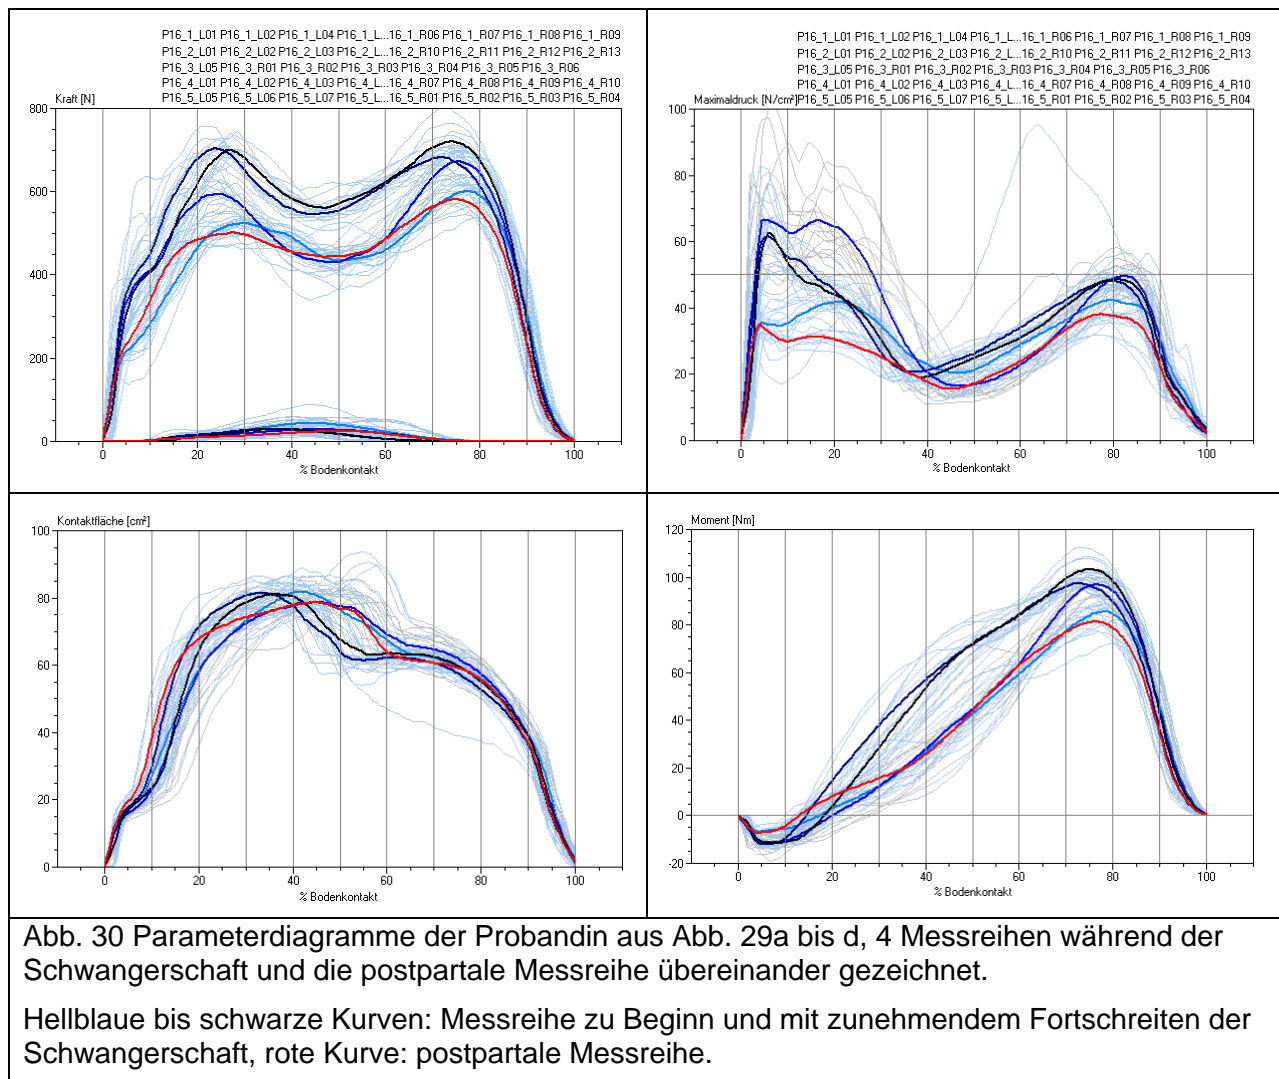 P16_1_L01 P16_1_L02 P16_1_L04 P16_1_L...16_1_R06 P16_1_R07 P16_1_R08 P16_1_R09
P16_2_L01 P16_2_L02 P16_2_L03 P16_2_L...16_2_R10 P16_2_R11 P16_2_R12 P16_2_R13
P16_3_L05 P16_3_R01 P16_3_R02 P16_3_R03 P16_3_R04 P16_3_R05 P16_3_R06
P16_4_L01 P16_4_L02 P16_4_L03 P16_4_L...16_4_R07 P16_4_R08 P16_4_R09 P16_4_R10
Kraft [N] P16_5_L05 P16_5_L06 P16_5_L07 P16_5_L...16_5_R01 P16_5_R02 P16_5_R03 P16_5_R04
800
600
400
200
0
0 20 40 60 80 100
% Bodenkontakt
P16_1_L01 P16_1_L02 P16_1_L04 P16_1_L...16_1_R06 P16_1_R07 P16_1_R08 P16_1_R09
P16_2_L01 P16_2_L02 P16_2_L03 P16_2_L...16_2_R10 P16_2_R11 P16_2_R12 P16_2_R13
P16_3_L05 P16_3_R01 P16_3_R02 P16_3_R03 P16_3_R04 P16_3_R05 P16_3_R06
P16_4_L01 P16_4_L02 P16_4_L03 P16_4_L...16_4_R07 P16_4_R08 P16_4_R09 P16_4_R10
Maximaldruck [N/cm²] P16_5_L05 P16_5_L06 P16_5_L07 P16_5_L...16_5_R01 P16_5_R02 P16_5_R03 P16_5_R04
100
80
60
40
20
0
0 20 40 60 80 100
% Bodenkontakt
Kontaktfläche [cm²]
100
80
60
40
20
0
0 20 40 60 80 100
% Bodenkontakt
Moment [Nm]
120
100
80
60
40
20
0
-20
0 20 40 60 80 100
% Bodenkontakt
Abb. 30 Parameterdiagramme der Probandin aus Abb. 29a bis d, 4 Messreihen während der
Schwangerschaft und die postpartale Messreihe übereinander gezeichnet.
Hellblaue bis schwarze Kurven: Messreihe zu Beginn und mit zunehmendem Fortschreiten der
Schwangerschaft, rote Kurve: postpartale Messreihe.